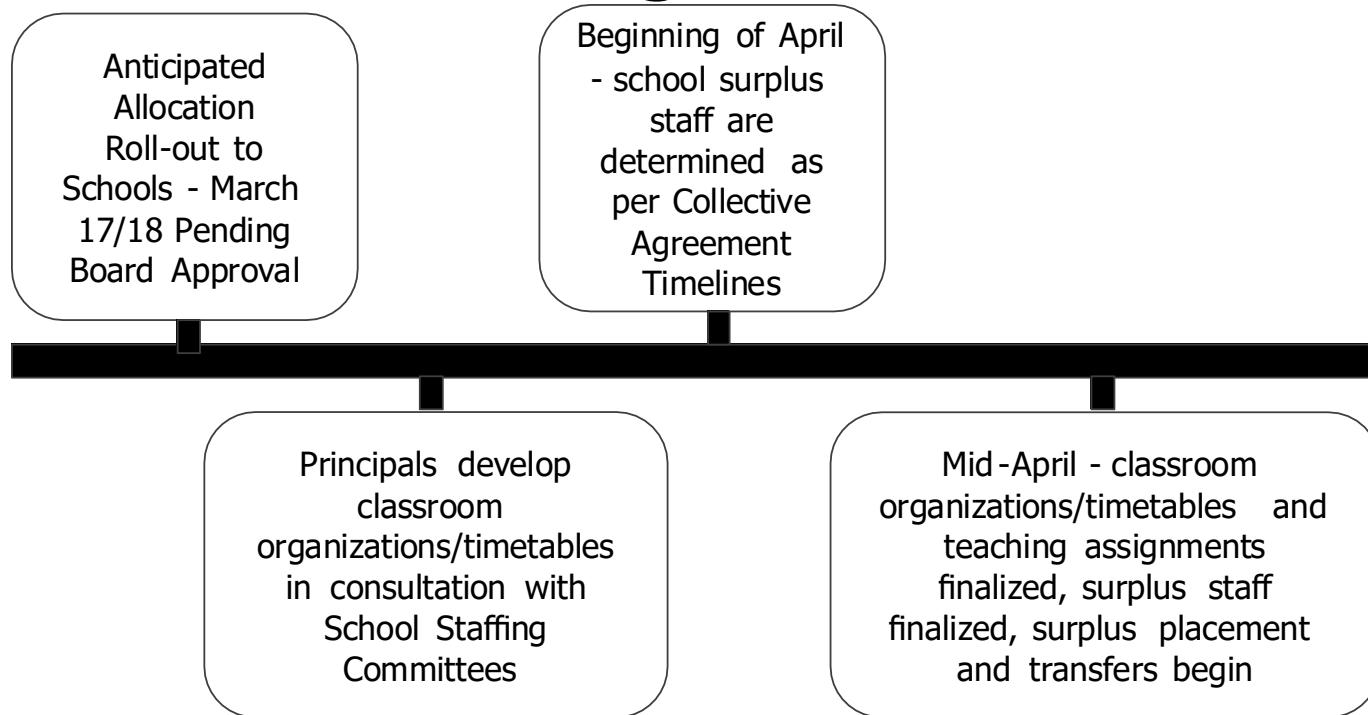 Anticipated
Allocation
Roll-out to
Schools - March
17/18 Pending
Board Approval
Principals develop
classroom
organizations/timetables
in consultation with
School Staffing
Committees
Beginning of April
- school surplus
staff are
determined as
per Collective
Agreement
Timelines
Mid-April - classroom
organizations/timetables and
teaching assignments
finalized, surplus staff
finalized, surplus placement
and transfers begin